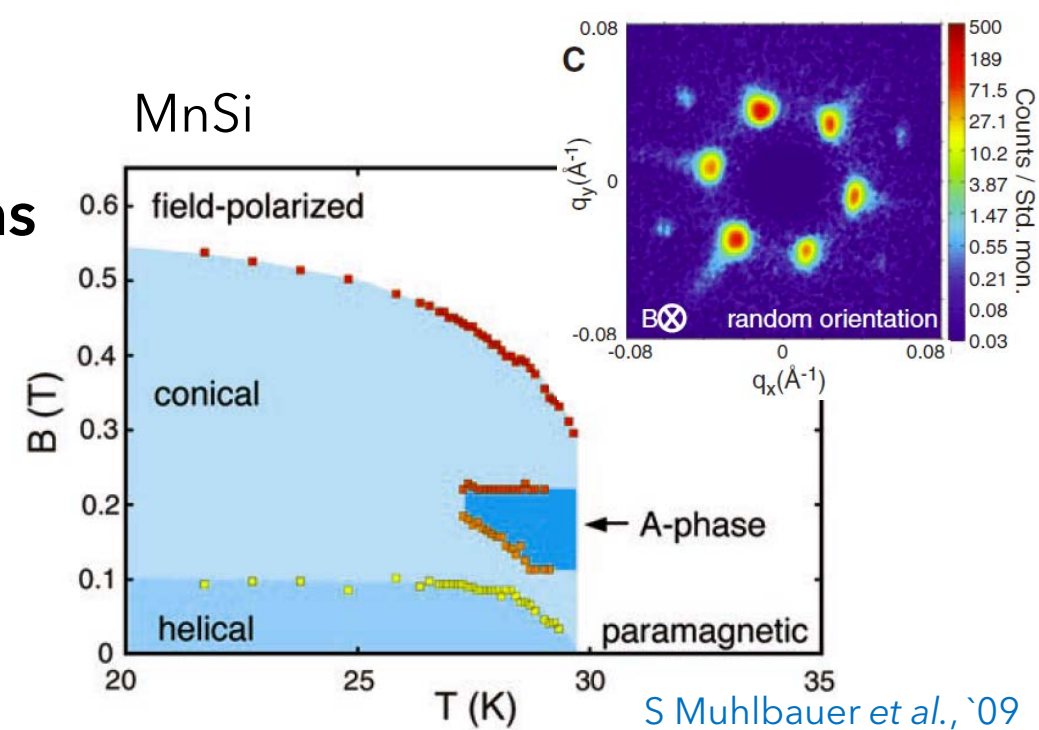 MnSi
ns
field-polarized
conical
helical
A-phase
paramagnetic
B (T)
0.6
0.5
0.4
0.3
0.2
0.1
0
20
25
30
35
T (K)
C
0.08
0
-0.08
qy(Å-1)
B
random orientation
-0.08
0
0.08
qx(Å-1)
500
189
71.5
27.1
10.2
3.87
1.47
0.55
0.21
0.08
0.03
Counts / Std. mon.
S Muhlbauer et al., `09